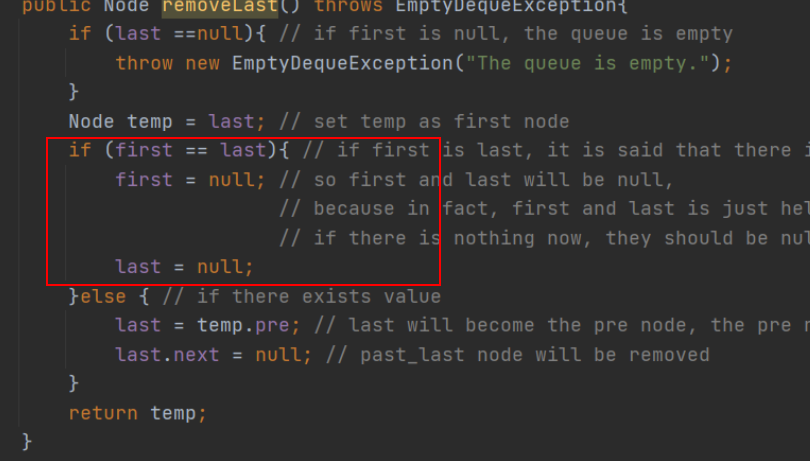 public Node removeLast() throws EmptyDequeException{
if (last ==null){ // if first is null, the queue is empty
throw new EmptyDequeException("The queue is empty.");
}
Node temp = last; // set temp as first node
if (first == last){ // if first is last, it is said that there i
first = null; // so first and last will be null,
// because in fact, first and last is just hel
// if there is nothing now, they should be nul
last = null;
}else { // if there exists value
last = temp.pre; // last will become the pre node, the pre n
last.next = null; // past_last node will be removed
}
return temp;
}